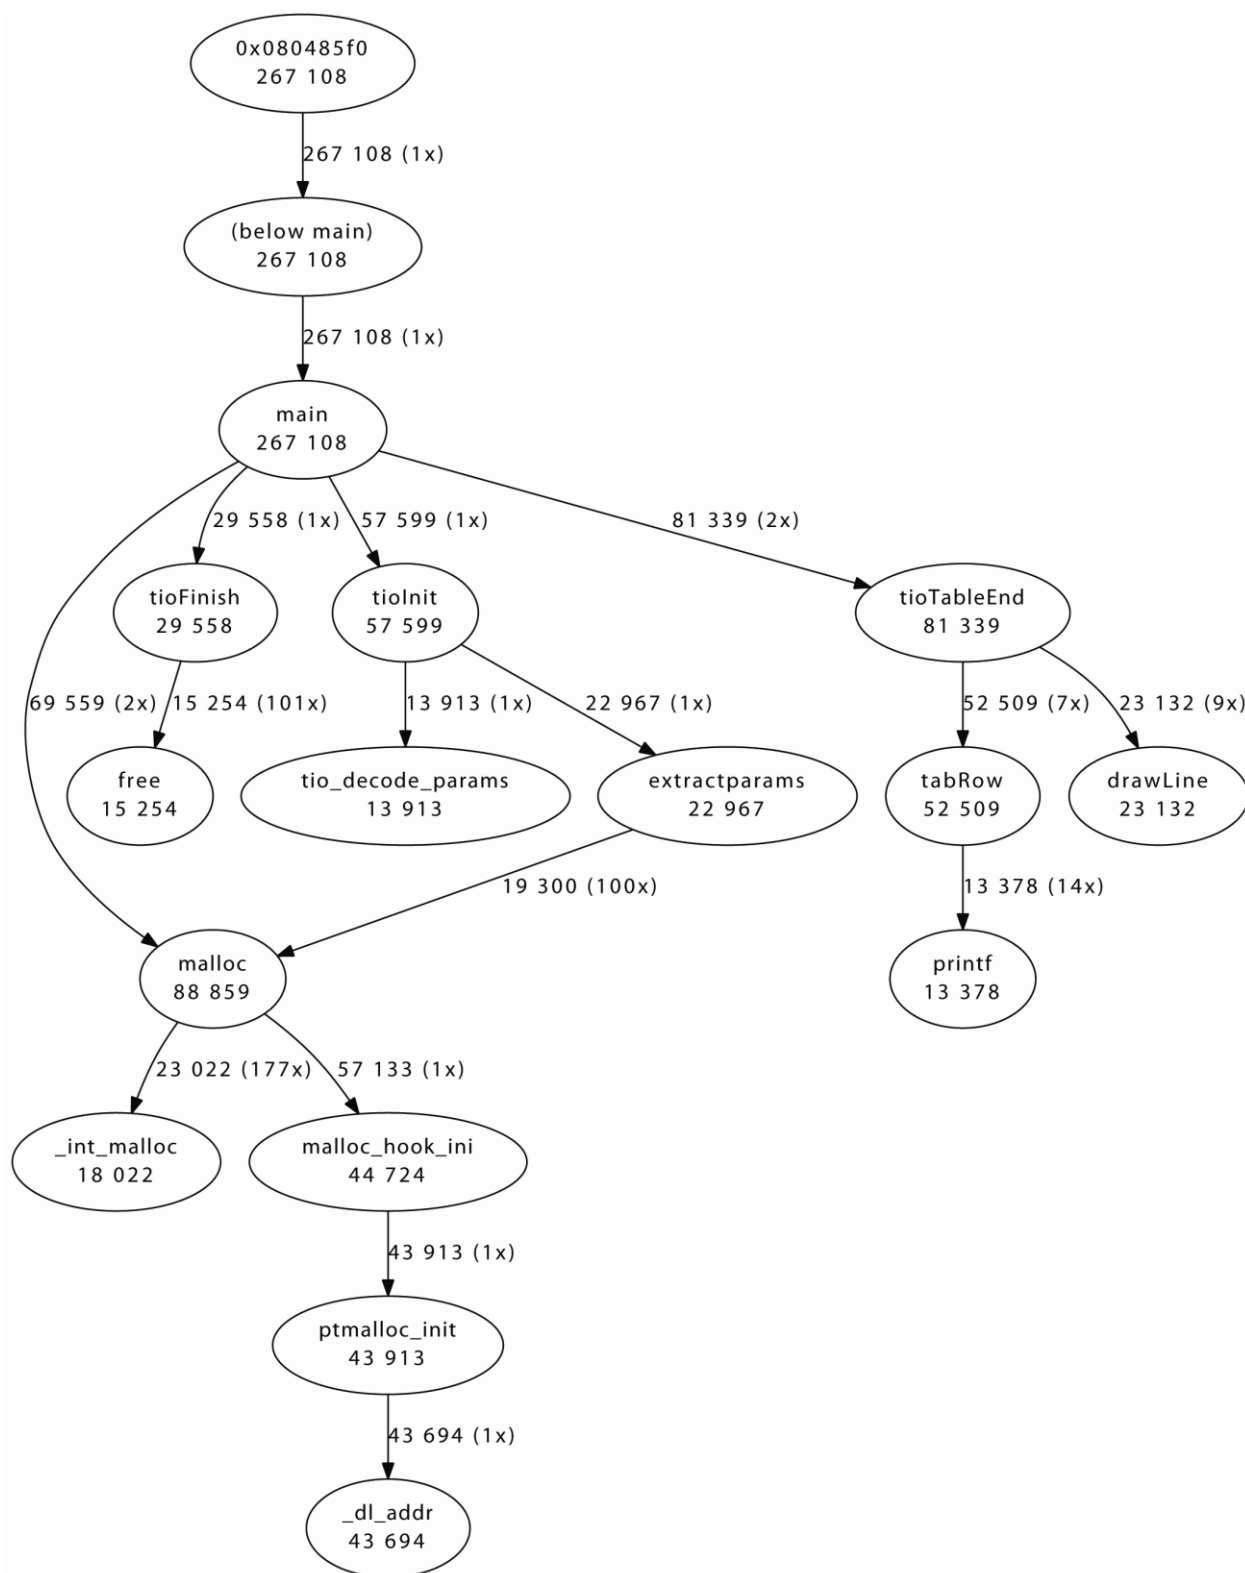 0x080485f0
267 108
267 108 (1x)
(below main)
267 108
267 108 (1x)
main
267 108
29 558 (1x)
57 599 (1x)
81 339 (2x)
tioFinish
29 558
tioInit
57 599
tioTableEnd
81 339
69 559 (2x)
15 254 (101x)
13 913 (1x)
22 967 (1x)
52 509 (7x)
23 132 (9x)
free
15 254
tio_decode_params
13 913
extractparams
22 967
tabRow
52 509
drawLine
23 132
19 300 (100x)
13 378 (14x)
malloc
88 859
printf
13 378
23 022 (177x)
57 133 (1x)
_int_malloc
18 022
malloc_hook_ini
44 724
43 913 (1x)
ptmalloc_init
43 913
43 694 (1x)
_dl_addr
43 694